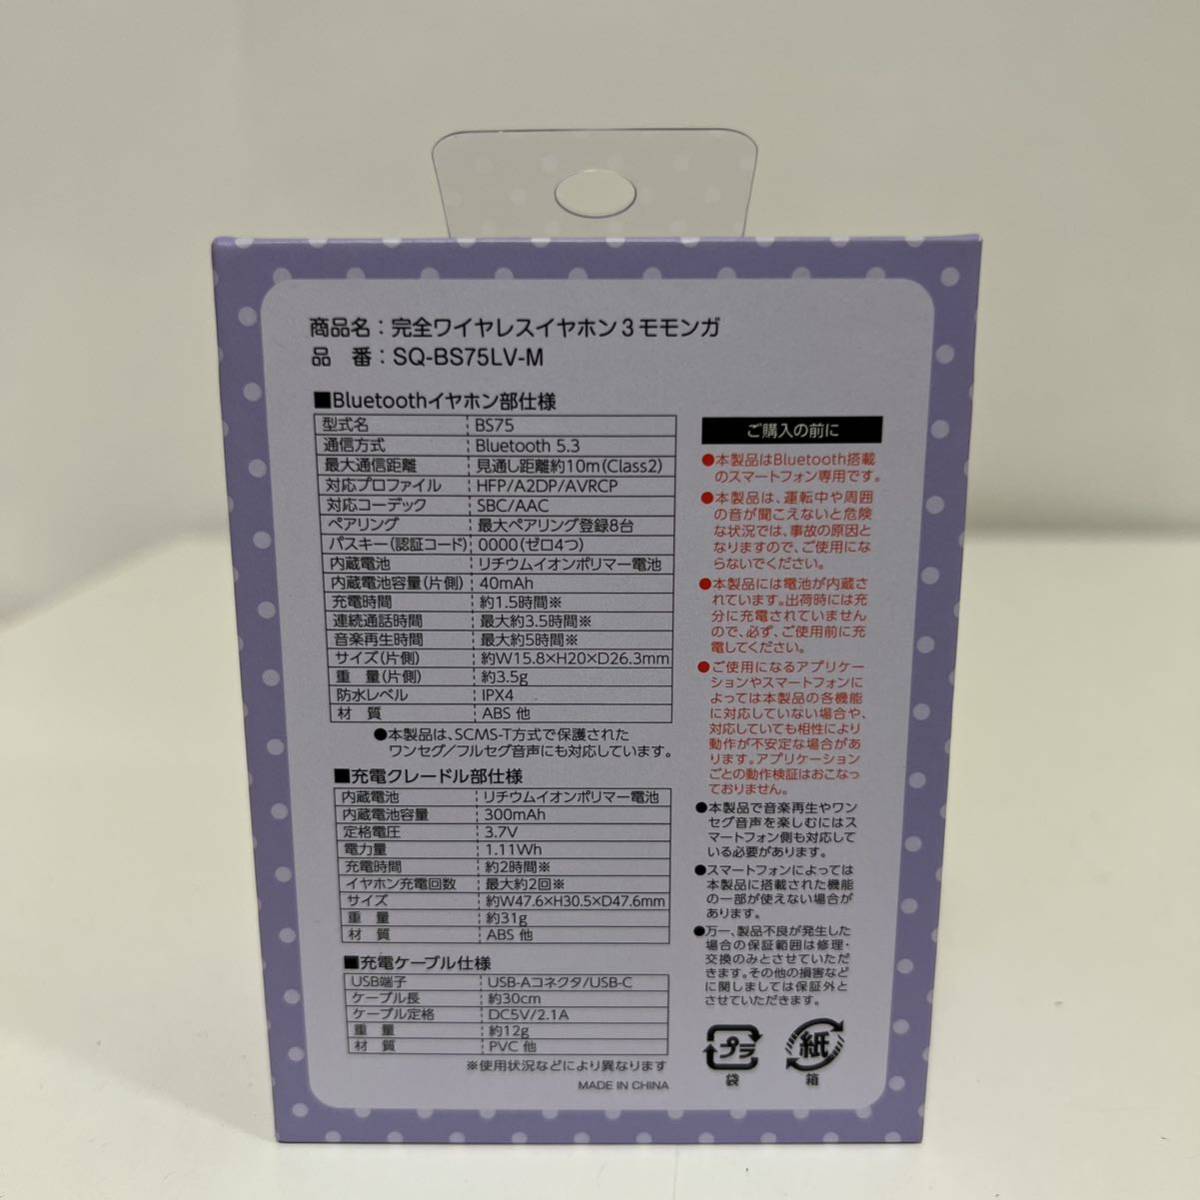 商品名：完全ワイヤレスイヤホン3モモンガ
品　番：SQ-BS75LV-M
■Bluetoothイヤホン部仕様
型式名 BS75
通信方式 Bluetooth 5.3
最大通信距離 見通し距離約10m(Class2)
対応プロファイル HFP/A2DP/AVRCP
対応コーデック SBC/AAC
ペアリング 最大ペアリング登録8台
パスキー(認証コード) 0000(ゼロ4つ)
内蔵電池 リチウムイオンポリマー電池
内蔵電池容量(片側) 40mAh
充電時間 約1.5時間※
連続通話時間 最大約3.5時間※
音楽再生時間 最大約5時間※
サイズ(片側) 約W15.8×H20×D26.3mm
重　量(片側) 約3.5g
防水レベル IPX4
材　質 ABS 他
●本製品は、SCMS-T方式で保護された
ワンセグ/フルセグ音声にも対応しています。
■充電クレードル部仕様
内蔵電池 リチウムイオンポリマー電池
内蔵電池容量 300mAh
定格電圧 3.7V
電力量 1.11Wh
充電時間 約2時間※
イヤホン充電回数 最大約2回※
サイズ 約W47.6×H30.5×D47.6mm
重　量 約31g
材　質 ABS 他
■充電ケーブル仕様
USB端子 USB-Aコネクタ/USB-C
ケーブル長 約30cm
ケーブル定格 DC5V/2.1A
重　量 約12g
材　質 PVC 他
※使用状況などにより異なります
MADE IN CHINA
ご購入の前に
●本製品はBluetooth搭載
のスマートフォン専用です。
●本製品は、運転中や周囲
の音が聞こえないと危険
な状況では、事故の原因と
なりますので、ご使用にな
らないでください。
●本製品には電池が内蔵さ
れています。出荷時には充
分に充電されていません
ので、必ず、ご使用前に充
電してください。
●ご使用になるアプリケー
ションやスマートフォンに
よっては本製品の各機能
に対応していない場合や、
対応していても相性により
動作が不安定な場合があ
ります。アプリケーション
ごとの動作検証はおこなっ
ておりません。
●本製品で音楽再生やワン
セグ音声を楽しむにはス
マートフォン側も対応して
いる必要があります。
●スマートフォンによっては
本製品に搭載された機能
の一部が使えない場合が
あります。
●万一、製品不良が発生した
場合の保証範囲は修理・
交換のみとさせていただ
きます。その他の損害など
に関しましては保証外と
させていただきます。
プラ
袋
紙
箱